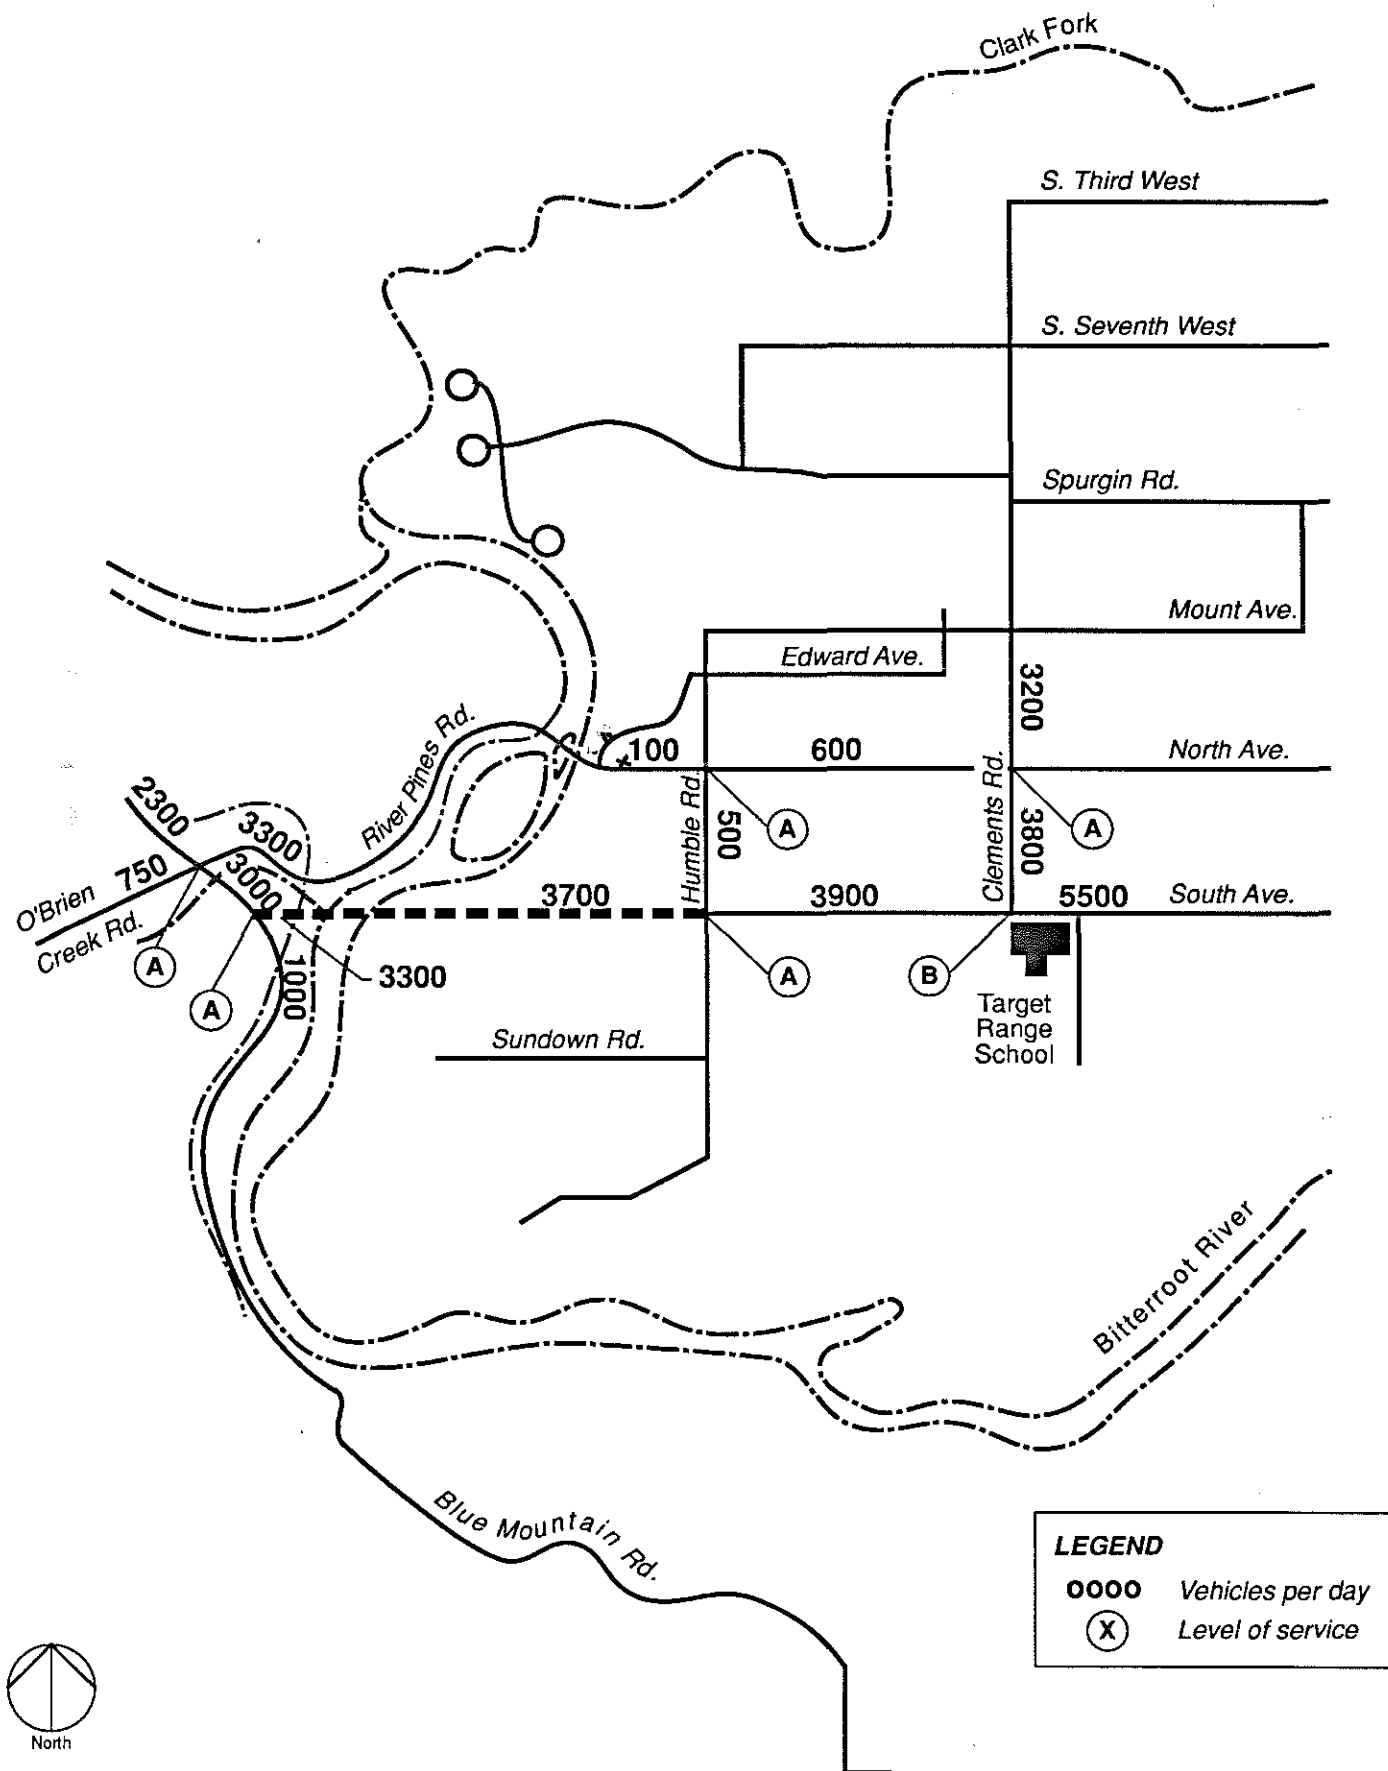 Clark Fork
S. Third West
S. Seventh West
Spurgin Rd.
Mount Ave.
Edward Ave.
3200
River Pines Rd.
100
600
North Ave.
2300
3300
Humble Rd.
500
A
Clements Rd.
3800
A
O'Brien
Creek Rd.
750
3000
3700
3900
5500
South Ave.
A
A
1000
3300
A
B
Target
Range
School
Sundown Rd.
Bitterroot River
Blue Mountain Rd.
LEGEND
0000 Vehicles per day
X Level of service
North